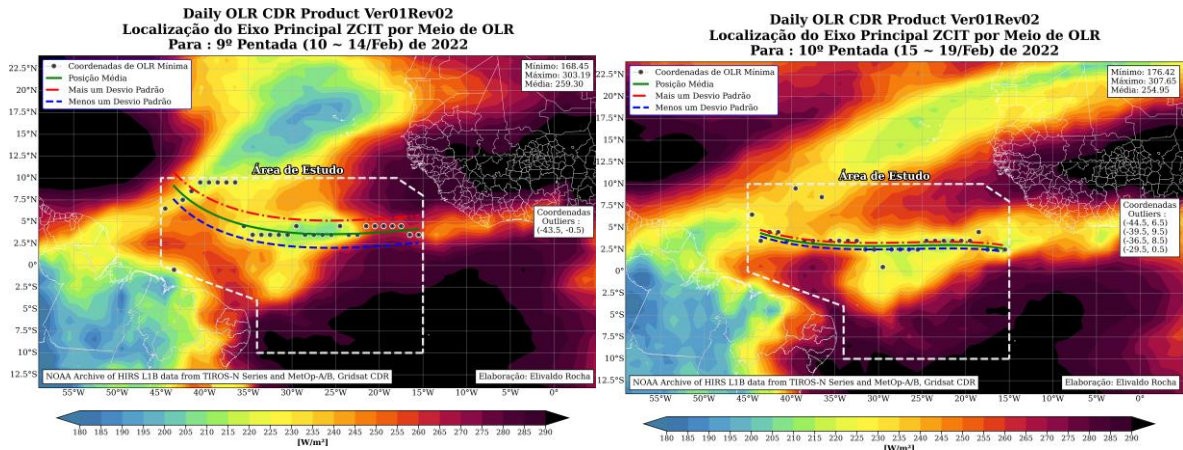 Daily OLR CDR Product Ver01Rev02
Localização do Eixo Principal ZCIT por Meio de OLR
Para : 9º Pentada (10 ~ 14/Feb) de 2022
Coordenadas de OLR Mínima
Posição Média
Mais um Desvio Padrão
Menos um Desvio Padrão
Mínimo: 168.45
Máximo: 303.19
Média: 259.30
22.5°N
20°N
17.5°N
15°N
12.5°N
10°N
7.5°N
5°N
2.5°N
0°
2.5°S
5°S
7.5°S
10°S
12.5°S
Área de Estudo
Coordenadas
Outliers :
(-43.5, -0.5)
NOAA Archive of HIRS L1B data from TIROS-N Series and MetOp-A/B, Gridsat CDR
Elaboração: Elivaldo Rocha
55°W 50°W 45°W 40°W 35°W 30°W 25°W 20°W 15°W 10°W 5°W 0°
180 185 190 195 200 205 210 215 220 225 230 235 240 245 250 255 260 265 270 275 280 285 290
[W/m²]
Daily OLR CDR Product Ver01Rev02
Localização do Eixo Principal ZCIT por Meio de OLR
Para : 10º Pentada (15 ~ 19/Feb) de 2022
Coordenadas de OLR Mínima
Posição Média
Mais um Desvio Padrão
Menos um Desvio Padrão
Mínimo: 176.42
Máximo: 307.65
Média: 254.95
22.5°N
20°N
17.5°N
15°N
12.5°N
10°N
7.5°N
5°N
2.5°N
0°
2.5°S
5°S
7.5°S
10°S
12.5°S
Área de Estudo
Coordenadas
Outliers :
(-44.5, 6.5)
(-39.5, 9.5)
(-36.5, 8.5)
(-29.5, 0.5)
NOAA Archive of HIRS L1B data from TIROS-N Series and MetOp-A/B, Gridsat CDR
Elaboração: Elivaldo Rocha
55°W 50°W 45°W 40°W 35°W 30°W 25°W 20°W 15°W 10°W 5°W 0°
180 185 190 195 200 205 210 215 220 225 230 235 240 245 250 255 260 265 270 275 280 285 290
[W/m²]